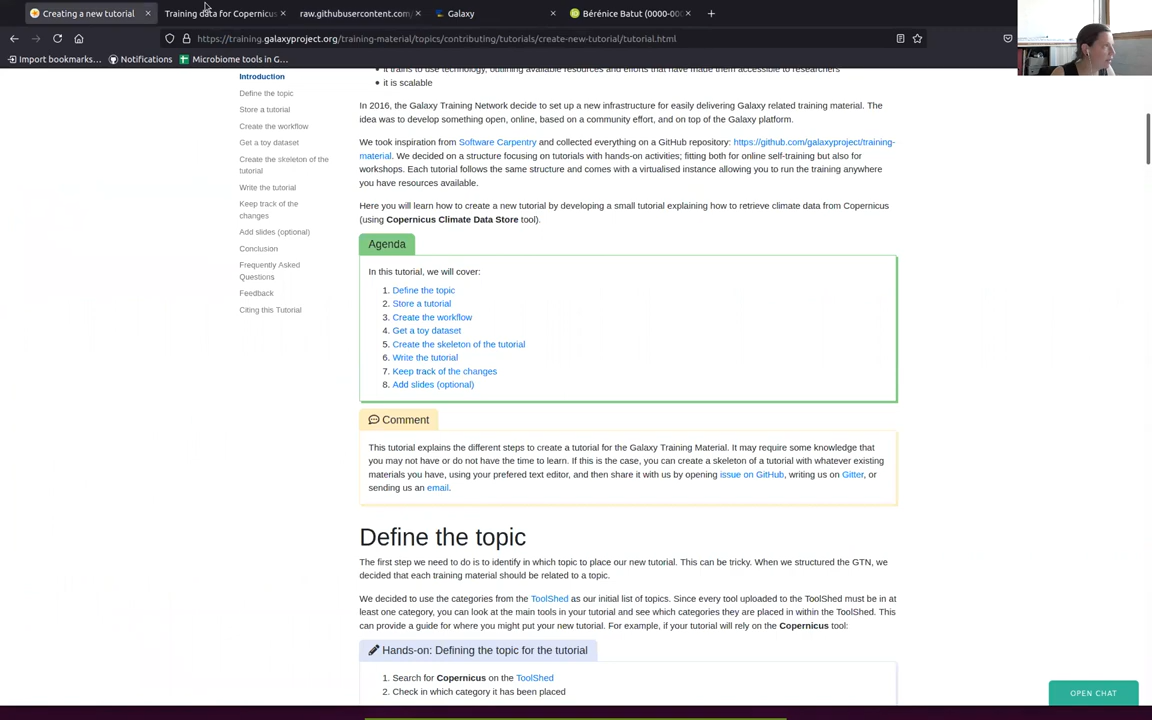 Creating a new tutorial
Training data for Copernicus
raw.githubusercontent.com/
Galaxy
Bérénice Batut (0000-000
https://training.galaxyproject.org/training-material/topics/contributing/tutorials/create-new-tutorial/tutorial.html
Import bookmarks...
Notifications
Microbiome tools in G...
Introduction
Define the topic
Store a tutorial
Create the workflow
Get a toy dataset
Create the skeleton of the
tutorial
Write the tutorial
Keep track of the
changes
Add slides (optional)
Conclusion
Frequently Asked
Questions
Feedback
Citing this Tutorial
it trains to use technology, outlining available resources and efforts that have made them accessible to researchers
it is scalable
In 2016, the Galaxy Training Network decide to set up a new infrastructure for easily delivering Galaxy related training material. The
idea was to develop something open, online, based on a community effort, and on top of the Galaxy platform.
We took inspiration from Software Carpentry and collected everything on a GitHub repository: https://github.com/galaxyproject/training-
material. We decided on a structure focusing on tutorials with hands-on activities; fitting both for online self-training but also for
workshops. Each tutorial follows the same structure and comes with a virtualised instance allowing you to run the training anywhere
you have resources available.
Here you will learn how to create a new tutorial by developing a small tutorial explaining how to retrieve climate data from Copernicus
(using Copernicus Climate Data Store tool).
Agenda
In this tutorial, we will cover:
1. Define the topic
2. Store a tutorial
3. Create the workflow
4. Get a toy dataset
5. Create the skeleton of the tutorial
6. Write the tutorial
7. Keep track of the changes
8. Add slides (optional)
Comment
This tutorial explains the different steps to create a tutorial for the Galaxy Training Material. It may require some knowledge that
you may not have or do not have the time to learn. If this is the case, you can create a skeleton of a tutorial with whatever existing
materials you have, using your prefered text editor, and then share it with us by opening issue on GitHub, writing us on Gitter, or
sending us an email.
Define the topic
The first step we need to do is to identify in which topic to place our new tutorial. This can be tricky. When we structured the GTN, we
decided that each training material should be related to a topic.
We decided to use the categories from the ToolShed as our initial list of topics. Since every tool uploaded to the ToolShed must be in at
least one category, you can look at the main tools in your tutorial and see which categories they are placed in within the ToolShed. This
can provide a guide for where you might put your new tutorial. For example, if your tutorial will rely on the Copernicus tool:
Hands-on: Defining the topic for the tutorial
1. Search for Copernicus on the ToolShed
2. Check in which category it has been placed
OPEN CHAT